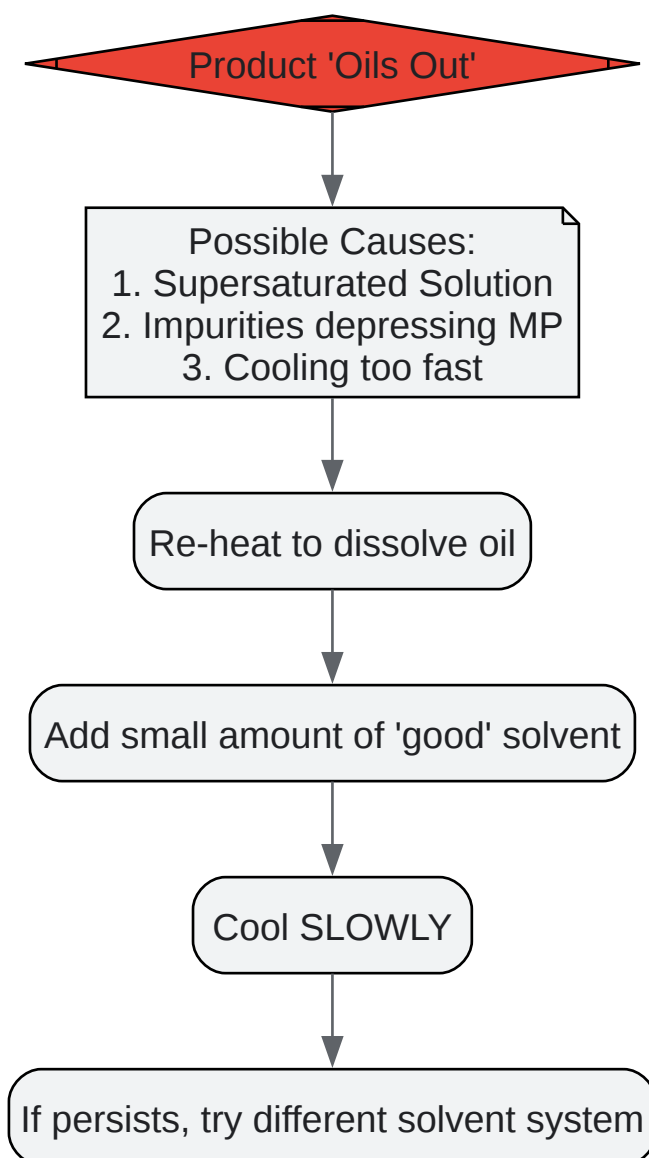 Product 'Oils Out'
Possible Causes:
1. Supersaturated Solution
2. Impurities depressing MP
3. Cooling too fast
Re-heat to dissolve oil
Add small amount of 'good' solvent
Cool SLOWLY
If persists, try different solvent system